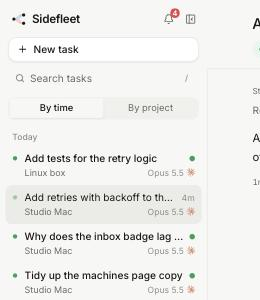 Sidefleet
4
+ New task
Search tasks /
By time By project
Today
Add tests for the retry logic
Linux box Opus 5.5
Add retries with backoff to th... 4m
Studio Mac Opus 5.5
Why does the inbox badge lag ...
Studio Mac Opus 5.5
Tidy up the machines page copy
Studio Mac Opus 5.5